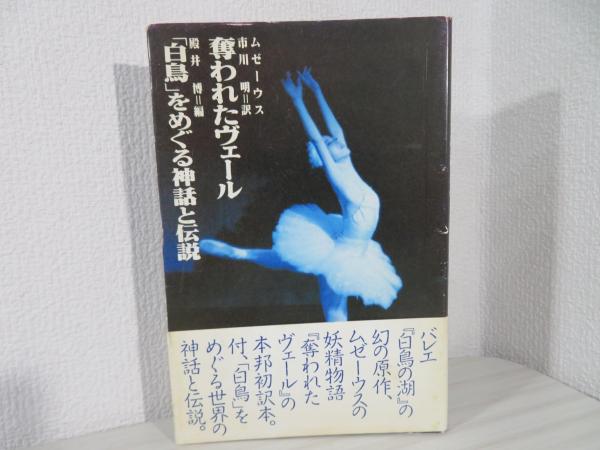 ムゼーウス
市川　明＝訳
奪われたヴェール
殿井　博＝編
「白鳥」をめぐる神話と伝説
バレエ
『白鳥の湖』の
幻の原作、
ムゼーウスの
妖精物語
『奪われた
ヴェール』の
本邦初訳本。
付、「白鳥」を
めぐる世界の
神話と伝説。